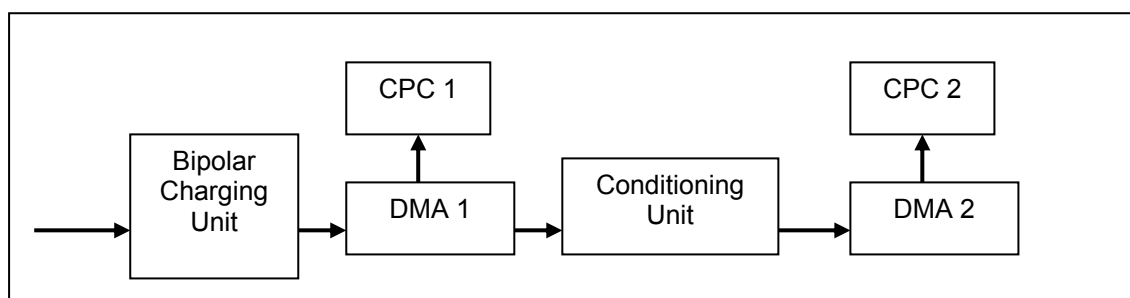 CPC 1
CPC 2
Bipolar
Charging
Unit
DMA 1
Conditioning
Unit
DMA 2